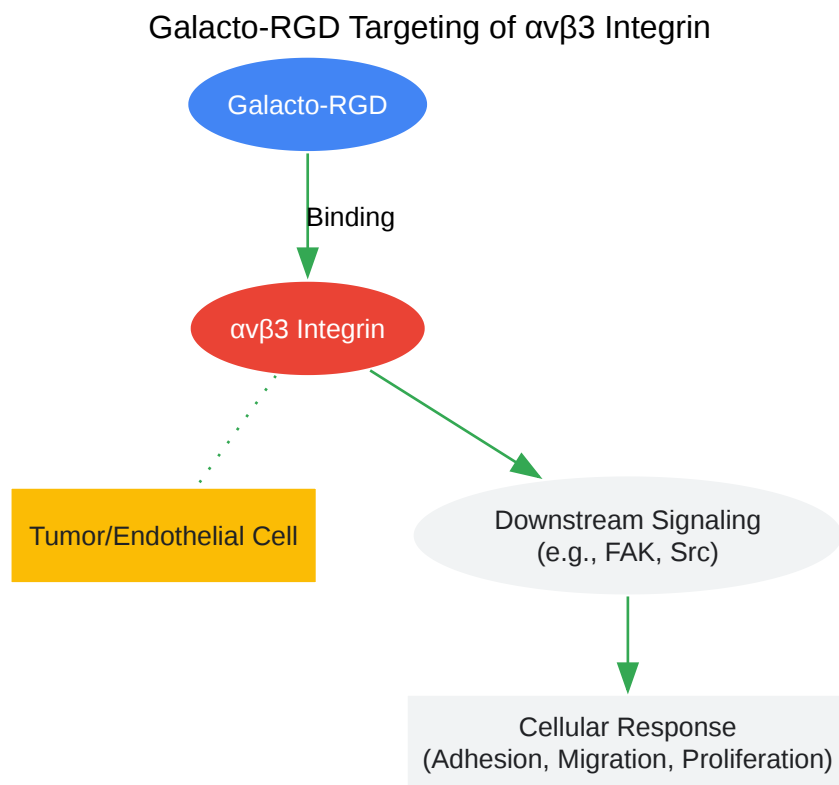 Galacto-RGD Targeting of αvβ3 Integrin
Galacto-RGD
Binding
αvβ3 Integrin
Tumor/Endothelial Cell
Downstream Signaling
(e.g., FAK, Src)
Cellular Response
(Adhesion, Migration, Proliferation)